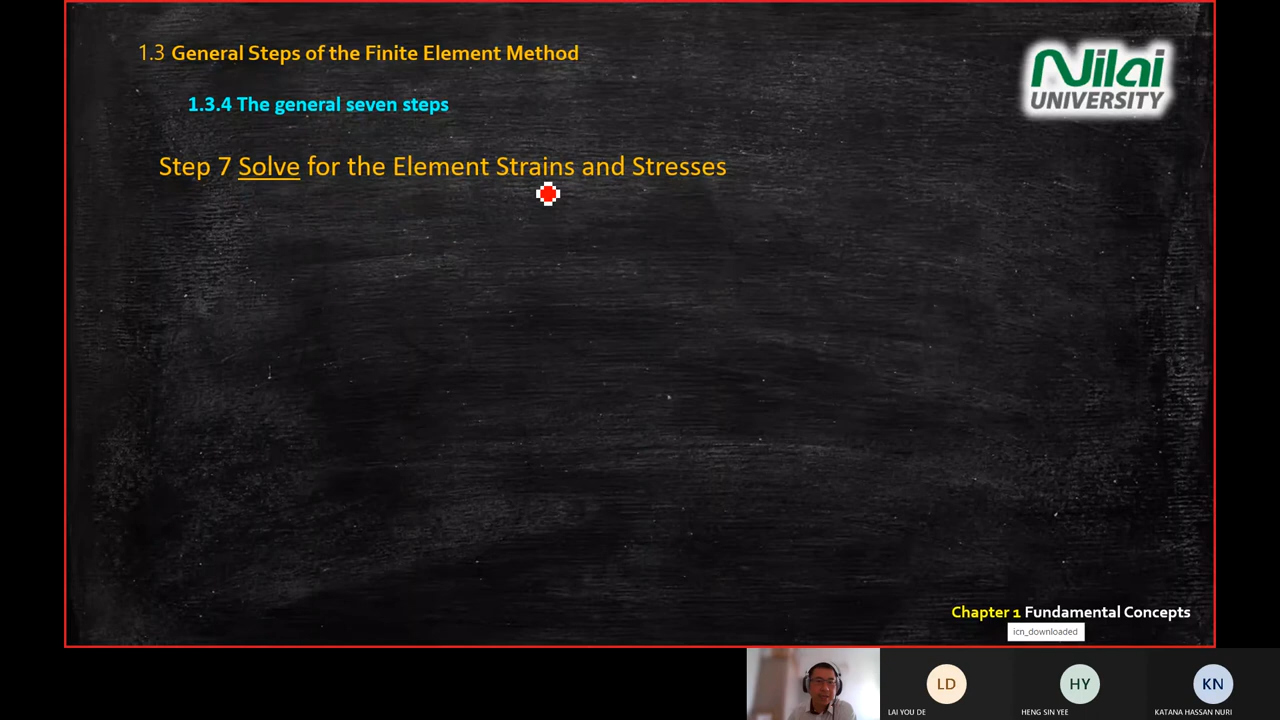 1.3 General Steps of the Finite Element Method
Nilai
UNIVERSITY
1.3.4 The general seven steps
Step 7 Solve for the Element Strains and Stresses
Chapter 1 Fundamental Concepts
icn_downloaded
LD
HY
KN
LAI YOU DE
HENG SIN YEE
KATANA HASSAN NURI